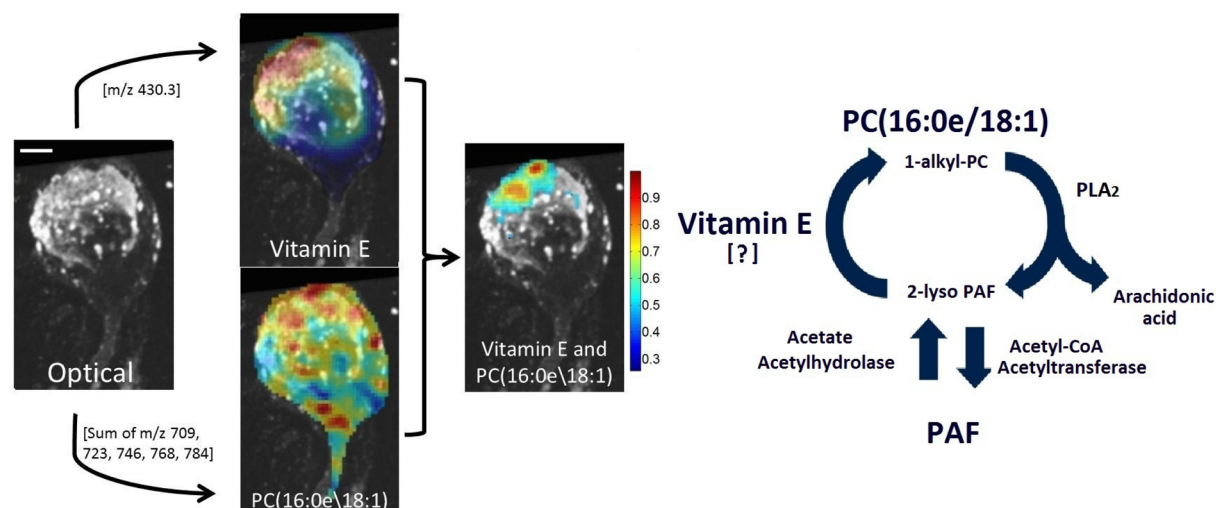 [m/z 430.3]
Optical
[Sum of m/z 709,
723, 746, 768, 784]
Vitamin E
PC(16:0e\18:1)
Vitamin E and
PC(16:0e\18:1)
0.9
0.8
0.7
0.6
0.5
0.4
0.3
PC(16:0e/18:1)
1-alkyl-PC
PLA2
Vitamin E
[?]
2-lyso PAF
Arachidonic
acid
Acetate
Acetylhydrolase
Acetyl-CoA
Acetyltransferase
PAF